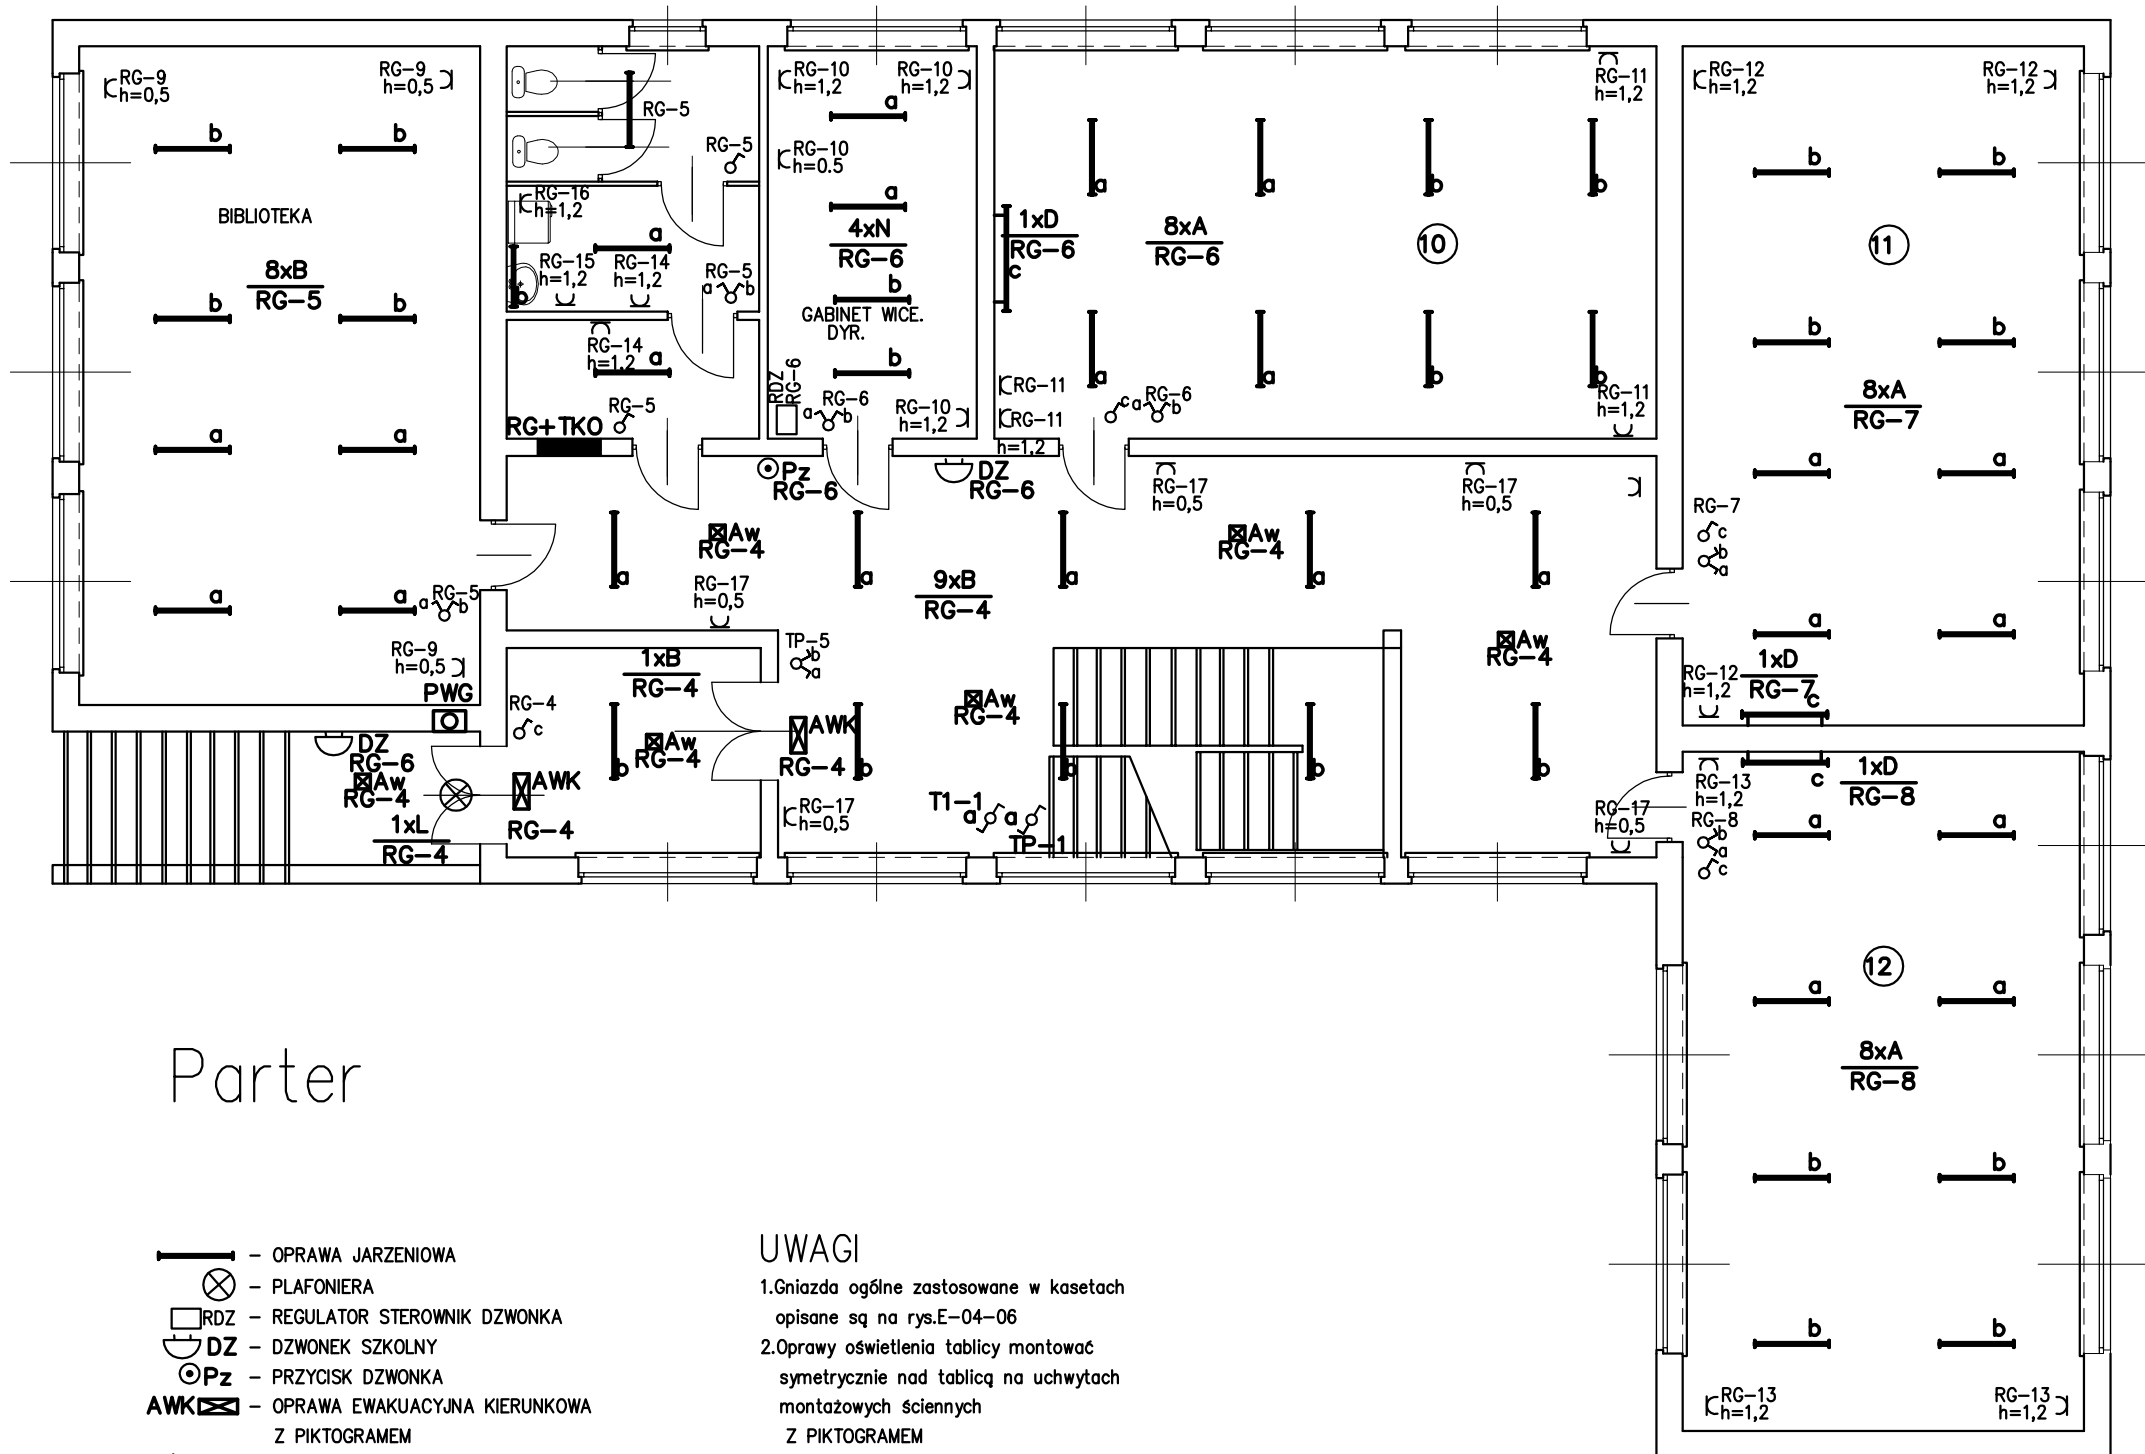 RG-9
h=0,5
RG-9
h=0,5
b
b
BIBLIOTEKA
8xB
RG-5
b
b
a
a
a
a
RG-5
a
b
RG-9
h=0,5
PWG
RG-5
RG-5
RG-16
h=1,2
a
RG-15
h=1,2
RG-14
h=1,2
RG-5
a
b
b
RG-14
h=1,2
a
RG-5
RG+TKO
RG-10
h=1,2
RG-10
h=1,2
a
RG-10
h=0.5
a
4xN
RG-6
b
GABINET WICE.
DYR.
b
RDZ
RG-6
RG-6
a
b
RG-10
h=1,2
RG-11
h=1,2
a
a
b
b
1xD
RG-6
c
8xA
RG-6
10
a
a
b
b
RG-11
RG-11
h=1,2
c
RG-6
a
b
RG-11
h=1,2
RG-12
h=1,2
RG-12
h=1,2
b
b
11
b
b
8xA
RG-7
a
a
RG-7
c
b
a
a
a
RG-12
h=1,2
1xD
RG-7
c
Pz
RG-6
DZ
RG-6
RG-17
h=0,5
RG-17
h=0,5
Aw
RG-4
Aw
RG-4
a
a
a
a
a
RG-17
h=0,5
9xB
RG-4
TP-5
b
a
Aw
RG-4
1xB
RG-4
RG-4
c
Aw
RG-4
b
AWK
RG-4
b
Aw
RG-4
b
b
b
DZ
RG-6
Aw
RG-4
1xL
RG-4
AWK
RG-4
RG-17
h=0,5
T1-1
a
a
TP-1
RG-17
h=0,5
RG-13
h=1,2
RG-8
b
a
c
c
1xD
RG-8
a
a
12
a
a
8xA
RG-8
b
b
b
b
RG-13
h=1,2
RG-13
h=1,2
Parter
- OPRAWA JARZENIOWA
- PLAFONIERA
RDZ - REGULATOR STEROWNIK DZWONKA
DZ - DZWONEK SZKOLNY
Pz - PRZYCISK DZWONKA
AWK - OPRAWA EWAKUACYJNA KIERUNKOWA
Z PIKTOGRAMEM
UWAGI
1.Gniazda ogólne zastosowane w kasetach
opisane są na rys.E-04-06
2.Oprawy oświetlenia tablicy montować
symetrycznie nad tablicą na uchwytach
montażowych ściennych
Z PIKTOGRAMEM